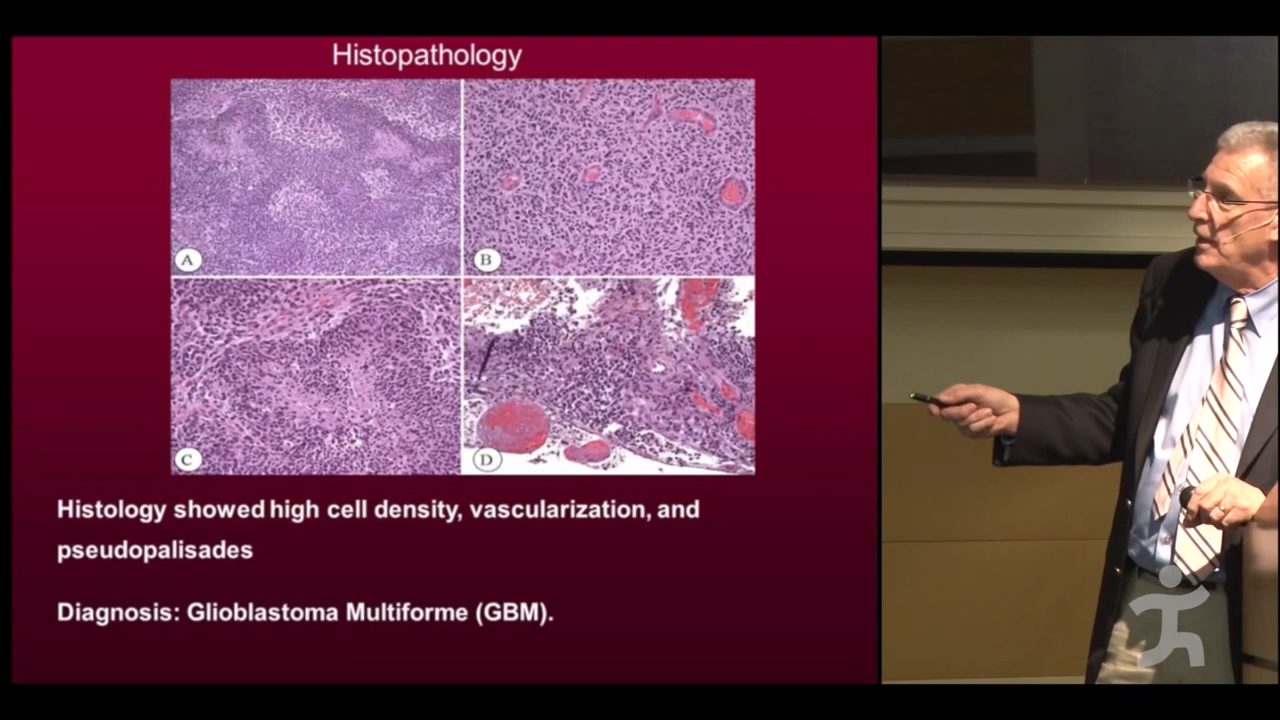 Histopathology
A
B
C
D
Histology showed high cell density, vascularization, and
pseudopalisades
Diagnosis: Glioblastoma Multiforme (GBM).